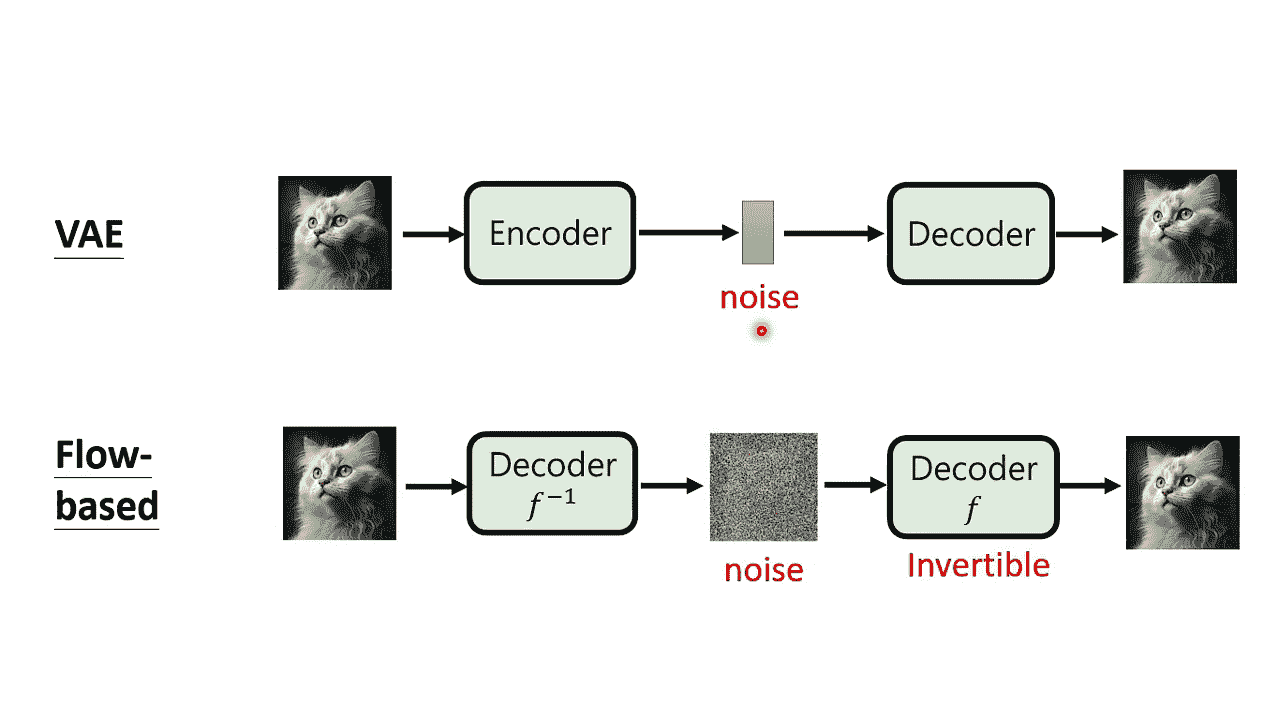 VAE
Encoder
Decoder
noise
Flow-
based
Decoder
f⁻¹
Decoder
f
noise
Invertible